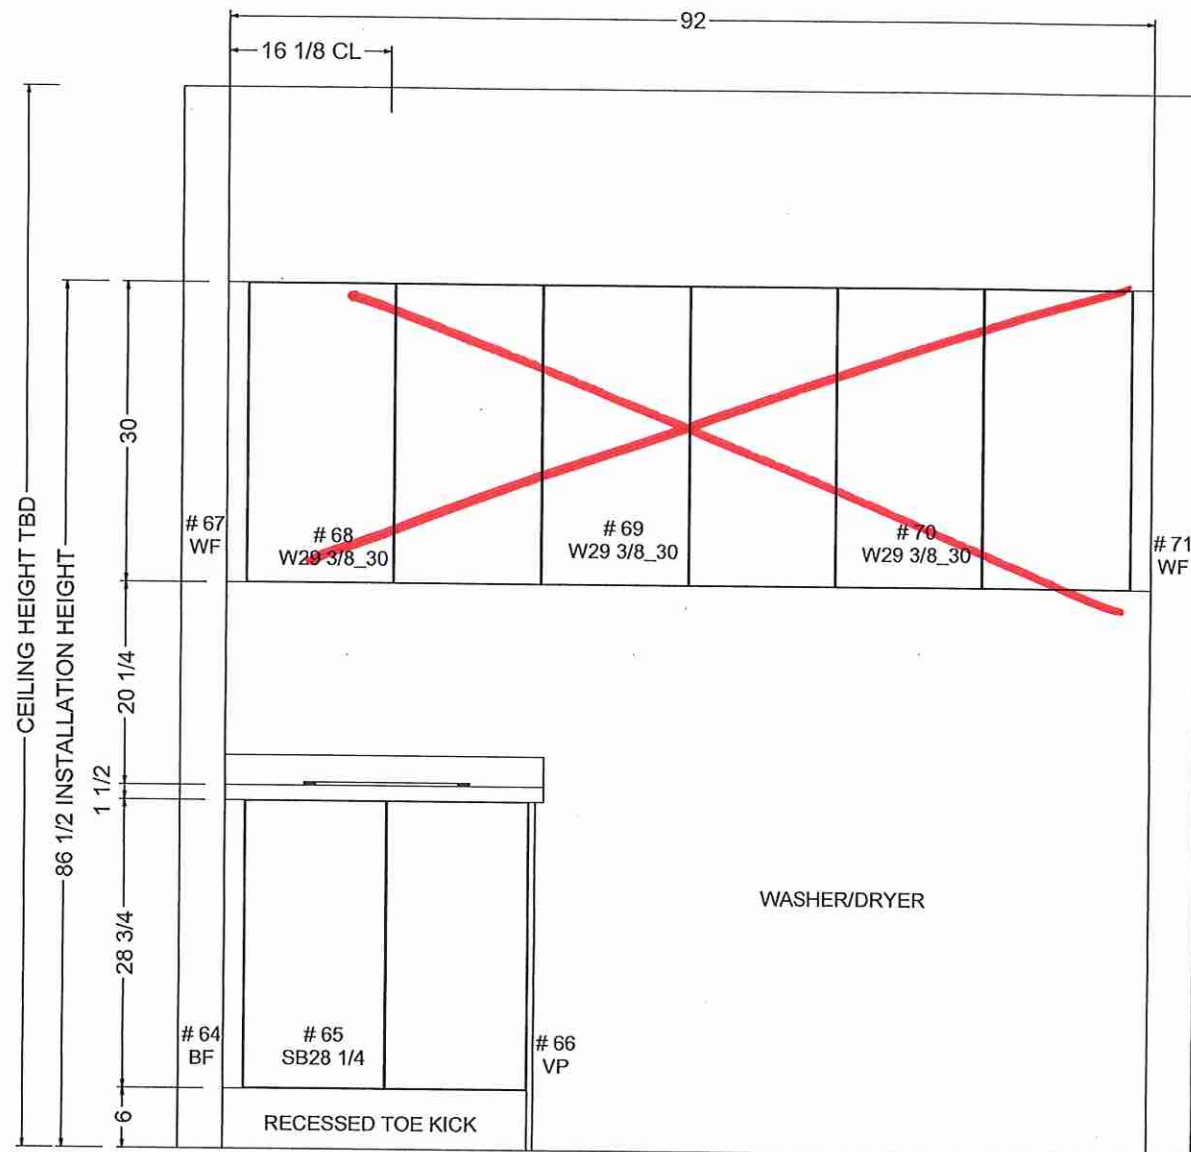 92
16 1/8 CL
CEILING HEIGHT TBD
86 1/2 INSTALLATION HEIGHT
30
20 1/4
1 1/2
28 3/4
6
# 67
WF
# 68
W29 3/8_30
# 69
W29 3/8_30
# 70
W29 3/8_30
# 71
WF
WASHER/DRYER
# 64
BF
# 65
SB28 1/4
# 66
VP
RECESSED TOE KICK